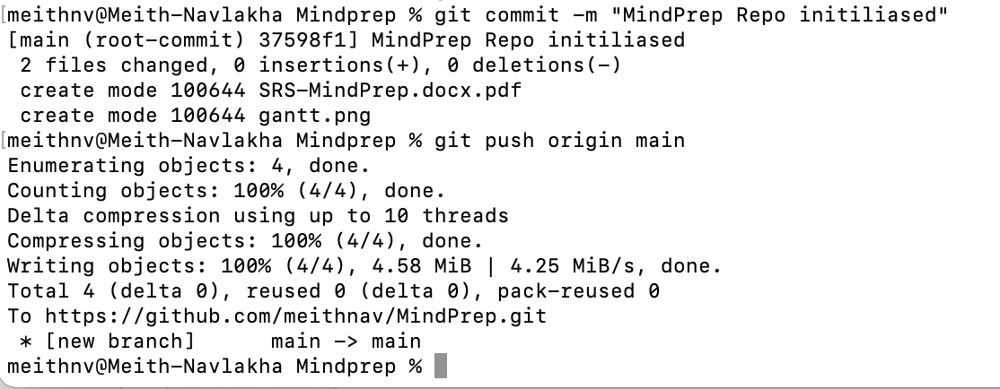 [meithnv@Meith-Navlakha Mindprep % git commit -m "MindPrep Repo initiliased"
[main (root-commit) 37598f1] MindPrep Repo initiliased
 2 files changed, 0 insertions(+), 0 deletions(-)
 create mode 100644 SRS-MindPrep.docx.pdf
 create mode 100644 gantt.png
[meithnv@Meith-Navlakha Mindprep % git push origin main
Enumerating objects: 4, done.
Counting objects: 100% (4/4), done.
Delta compression using up to 10 threads
Compressing objects: 100% (4/4), done.
Writing objects: 100% (4/4), 4.58 MiB | 4.25 MiB/s, done.
Total 4 (delta 0), reused 0 (delta 0), pack-reused 0
To https://github.com/meithnav/MindPrep.git
 * [new branch]      main -> main
meithnv@Meith-Navlakha Mindprep %